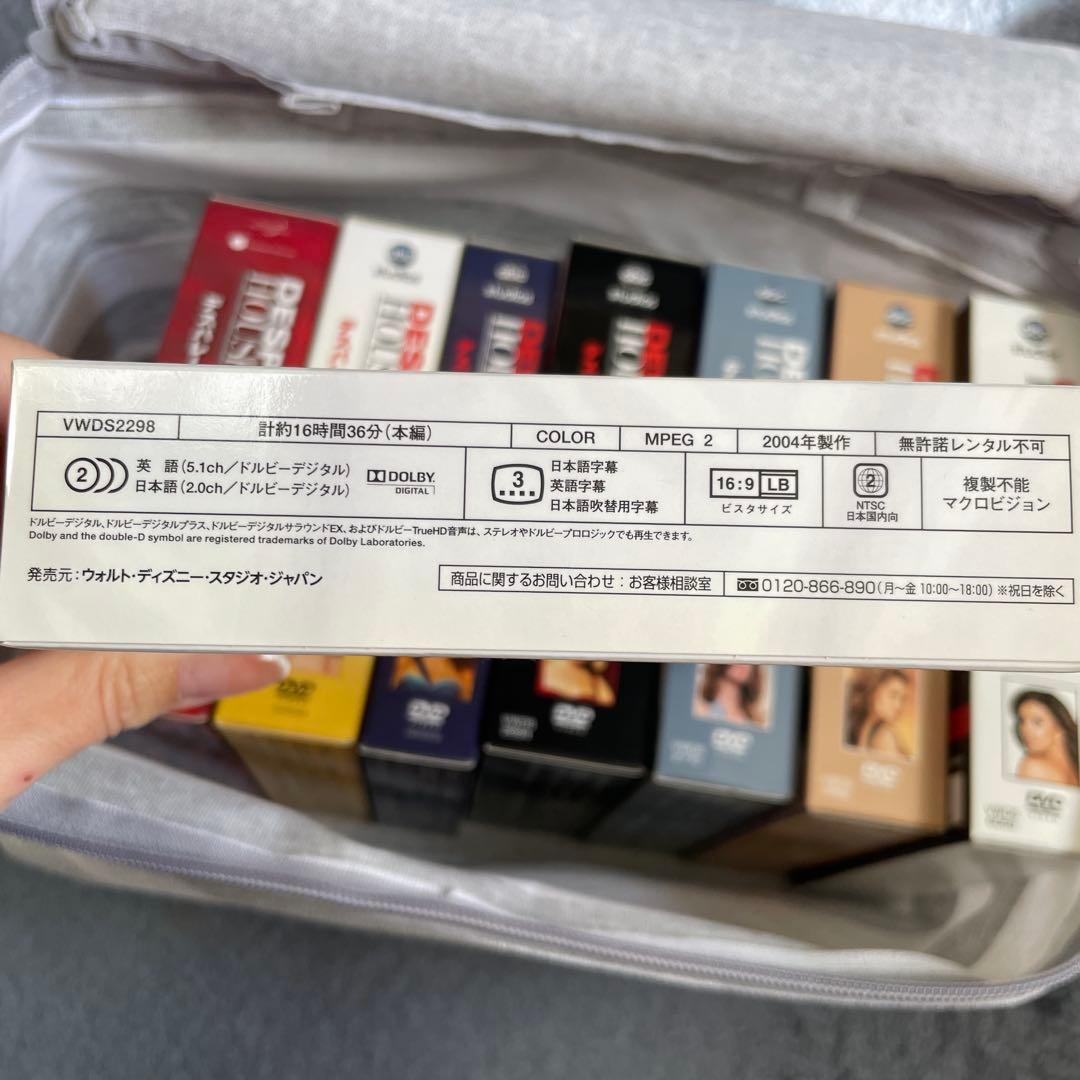 DESP
HOUS
DES
HOU
DES
HOU
DES
HOU
DES
VWDS2298 計約16時間36分(本編) COLOR MPEG 2 2004年製作 無許諾レンタル不可
2 英 語(5.1ch／ドルビーデジタル)
日本語(2.0ch／ドルビーデジタル)
DOLBY
DIGITAL
3 日本語字幕
英語字幕
日本語吹替用字幕
16:9 LB
ビスタサイズ
2
NTSC
日本国内向
複製不能
マクロビジョン
ドルビーデジタル、ドルビーデジタルプラス、ドルビーデジタルサラウンドEX、およびドルビーTrueHD音声は、ステレオやドルビープロロジックでも再生できます。
Dolby and the double-D symbol are registered trademarks of Dolby Laboratories.
発売元：ウォルト・ディズニー・スタジオ・ジャパン
商品に関するお問い合わせ：お客様相談室 0120-866-890(月〜金 10:00〜18:00) ※祝日を除く
DVD
DVD
DVD
DVD
DVD
DVD